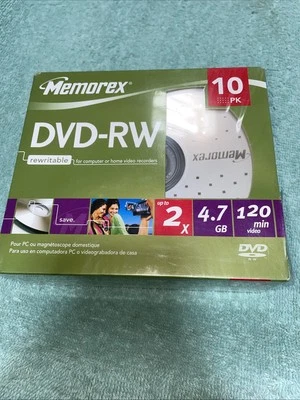 Memorex®
10
PK
DVD-RW
rewritable
for computer or home video recorders
Memorex
save.
up to
2x
4.7
GB
120
min
video
Pour PC ou magnétoscope domestique
Para uso en computadora PC o videograbadora de casa
DVD